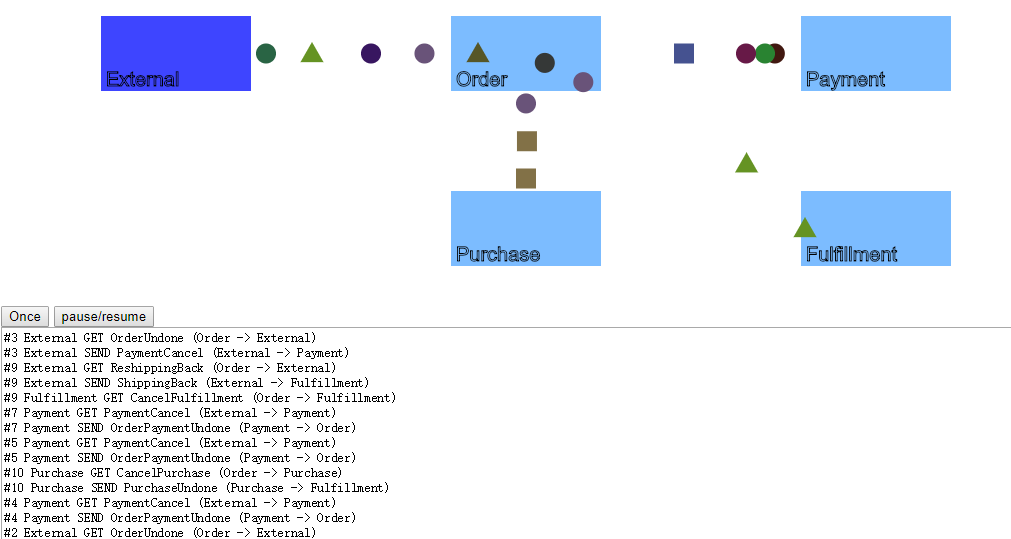 External
Order
Payment
Purchase
Fulfillment
Once pause/resume
#3 External GET OrderUndone (Order -> External)
#3 External SEND PaymentCancel (External -> Payment)
#9 External GET ReshippingBack (Order -> External)
#9 External SEND ShippingBack (External -> Fulfillment)
#9 Fulfillment GET CancelFulfillment (Order -> Fulfillment)
#7 Payment GET PaymentCancel (External -> Payment)
#7 Payment SEND OrderPaymentUndone (Payment -> Order)
#5 Payment GET PaymentCancel (External -> Payment)
#5 Payment SEND OrderPaymentUndone (Payment -> Order)
#10 Purchase GET CancelPurchase (Order -> Purchase)
#10 Purchase SEND PurchaseUndone (Purchase -> Fulfillment)
#4 Payment GET PaymentCancel (External -> Payment)
#4 Payment SEND OrderPaymentUndone (Payment -> Order)
#2 External GET OrderUndone (Order -> External)